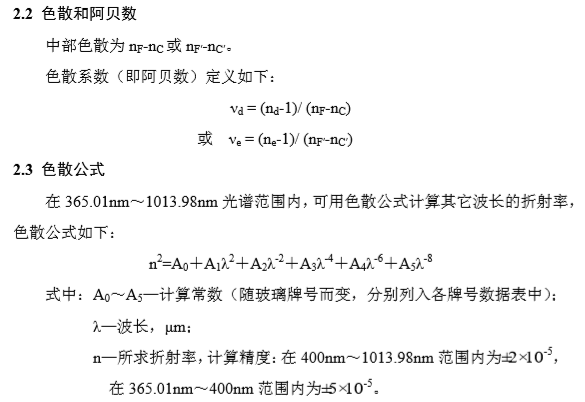 2.2 色散和阿贝数
中部色散为 nF-nC 或 nF'-nC'。
色散系数（即阿贝数）定义如下：
νd = (nd-1)/ (nF-nC)
或 νe = (ne-1)/ (nF'-nC')
2.3 色散公式
在 365.01nm～1013.98nm 光谱范围内，可用色散公式计算其它波长的折射率，
色散公式如下：
n²=A₀＋A₁λ²＋A₂λ⁻²＋A₃λ⁻⁴＋A₄λ⁻⁶＋A₅λ⁻⁸
式中：A₀～A₅—计算常数（随玻璃牌号而变，分别列入各牌号数据表中）；
λ—波长，μm；
n—所求折射率，计算精度：在 400nm～1013.98nm 范围内为±2×10⁻⁵，
在 365.01nm～400nm 范围内为±5×10⁻⁵。